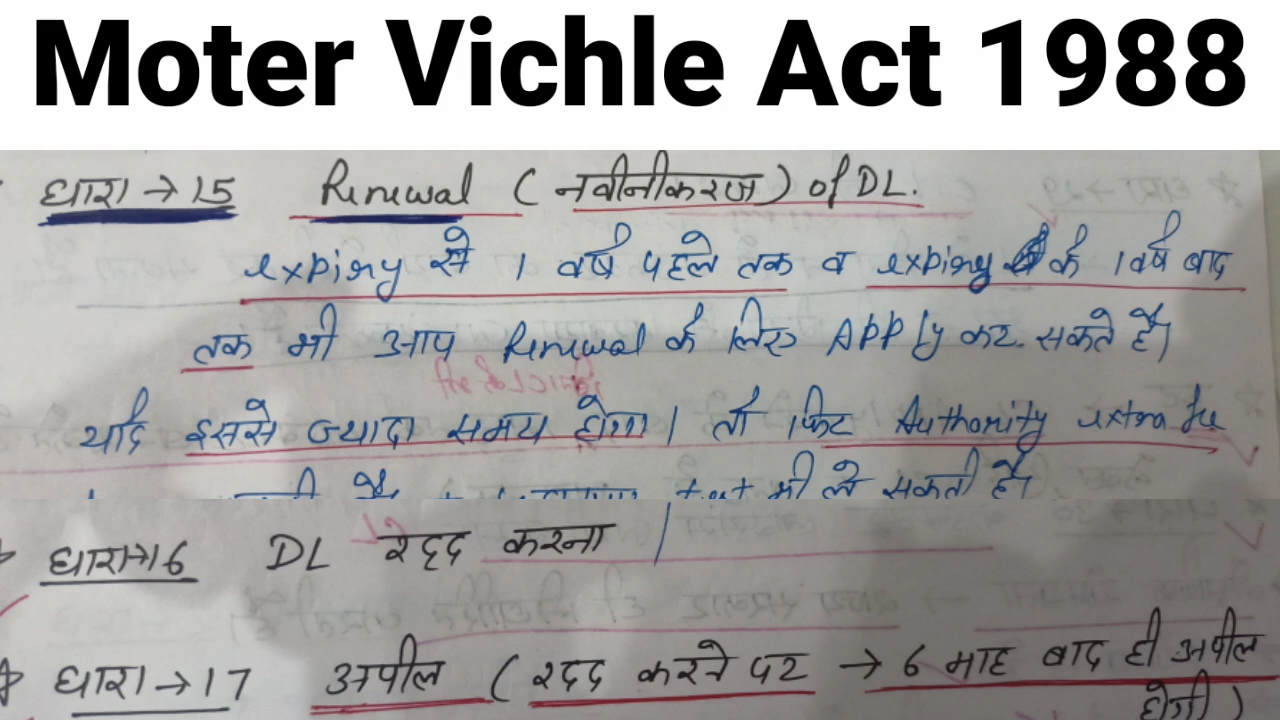 Moter Vichle Act 1988
धारा → 15 Renewal ( नवीनीकरण ) of DL.
expiry से 1 वर्ष पहले तक व expiry के 1 वर्ष बाद
तक भी आप Renewal के लिए Apply कर सकते है।
यदि इससे ज्यादा समय होगा। तो फिर Authority extra fee
test भी ले सकती है।
धारा→16 DL रद्द करना
धारा → 17 अपील ( रद्द करने पर → 6 माह बाद ही अपील
होगी )